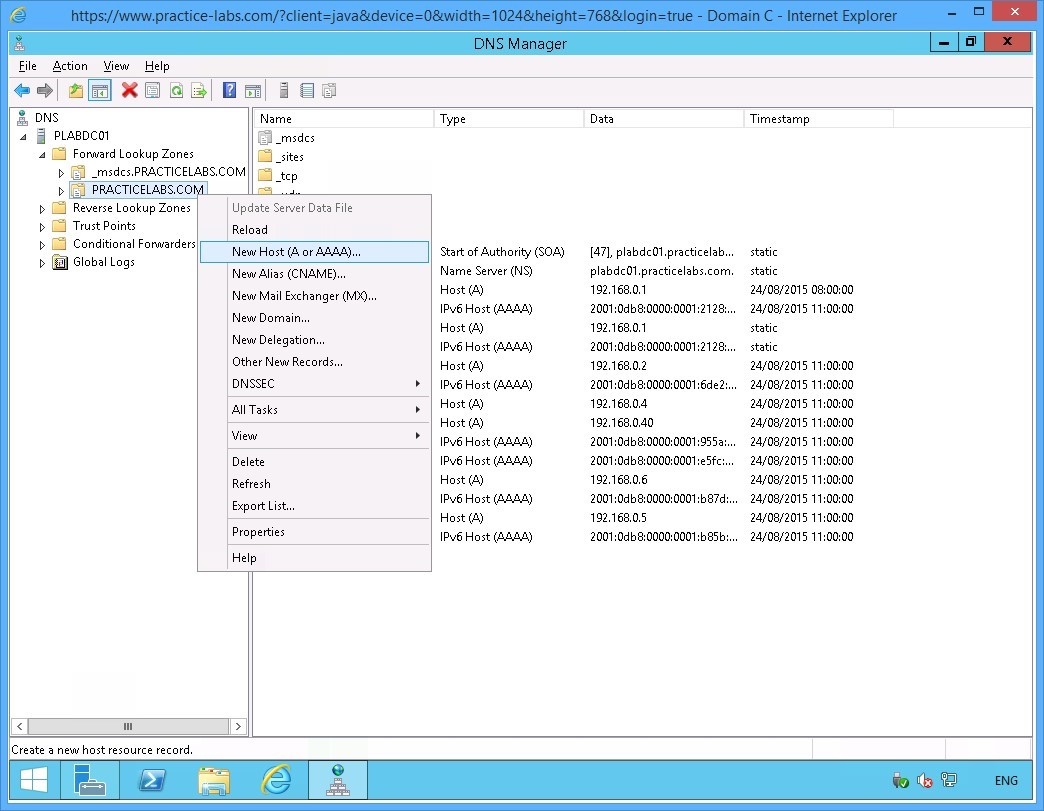 https://www.practice-labs.com/?client=java&device=0&width=1024&height=768&login=true - Domain C - Internet Explorer
DNS Manager
File Action View Help
DNS
PLABDC01
Forward Lookup Zones
_msdcs.PRACTICELABS.COM
PRACTICELABS.COM
Reverse Lookup Zones
Trust Points
Conditional Forwarders
Global Logs
Update Server Data File
Reload
New Host (A or AAAA)...
New Alias (CNAME)...
New Mail Exchanger (MX)...
New Domain...
New Delegation...
Other New Records...
DNSSEC
All Tasks
View
Delete
Refresh
Export List...
Properties
Help
Name Type Data Timestamp
_msdcs
_sites
_tcp
Start of Authority (SOA) [47], plabdc01.practicelab... static
Name Server (NS) plabdc01.practicelabs.com. static
Host (A) 192.168.0.1 24/08/2015 08:00:00
IPv6 Host (AAAA) 2001:0db8:0000:0001:2128:... 24/08/2015 11:00:00
Host (A) 192.168.0.1 static
IPv6 Host (AAAA) 2001:0db8:0000:0001:2128:... static
Host (A) 192.168.0.2 24/08/2015 11:00:00
IPv6 Host (AAAA) 2001:0db8:0000:0001:6de2:... 24/08/2015 11:00:00
Host (A) 192.168.0.4 24/08/2015 11:00:00
Host (A) 192.168.0.40 24/08/2015 11:00:00
IPv6 Host (AAAA) 2001:0db8:0000:0001:955a:... 24/08/2015 11:00:00
IPv6 Host (AAAA) 2001:0db8:0000:0001:e5fc:... 24/08/2015 11:00:00
Host (A) 192.168.0.6 24/08/2015 11:00:00
IPv6 Host (AAAA) 2001:0db8:0000:0001:b87d:... 24/08/2015 11:00:00
Host (A) 192.168.0.5 24/08/2015 11:00:00
IPv6 Host (AAAA) 2001:0db8:0000:0001:b85b:... 24/08/2015 11:00:00
Create a new host resource record.
ENG